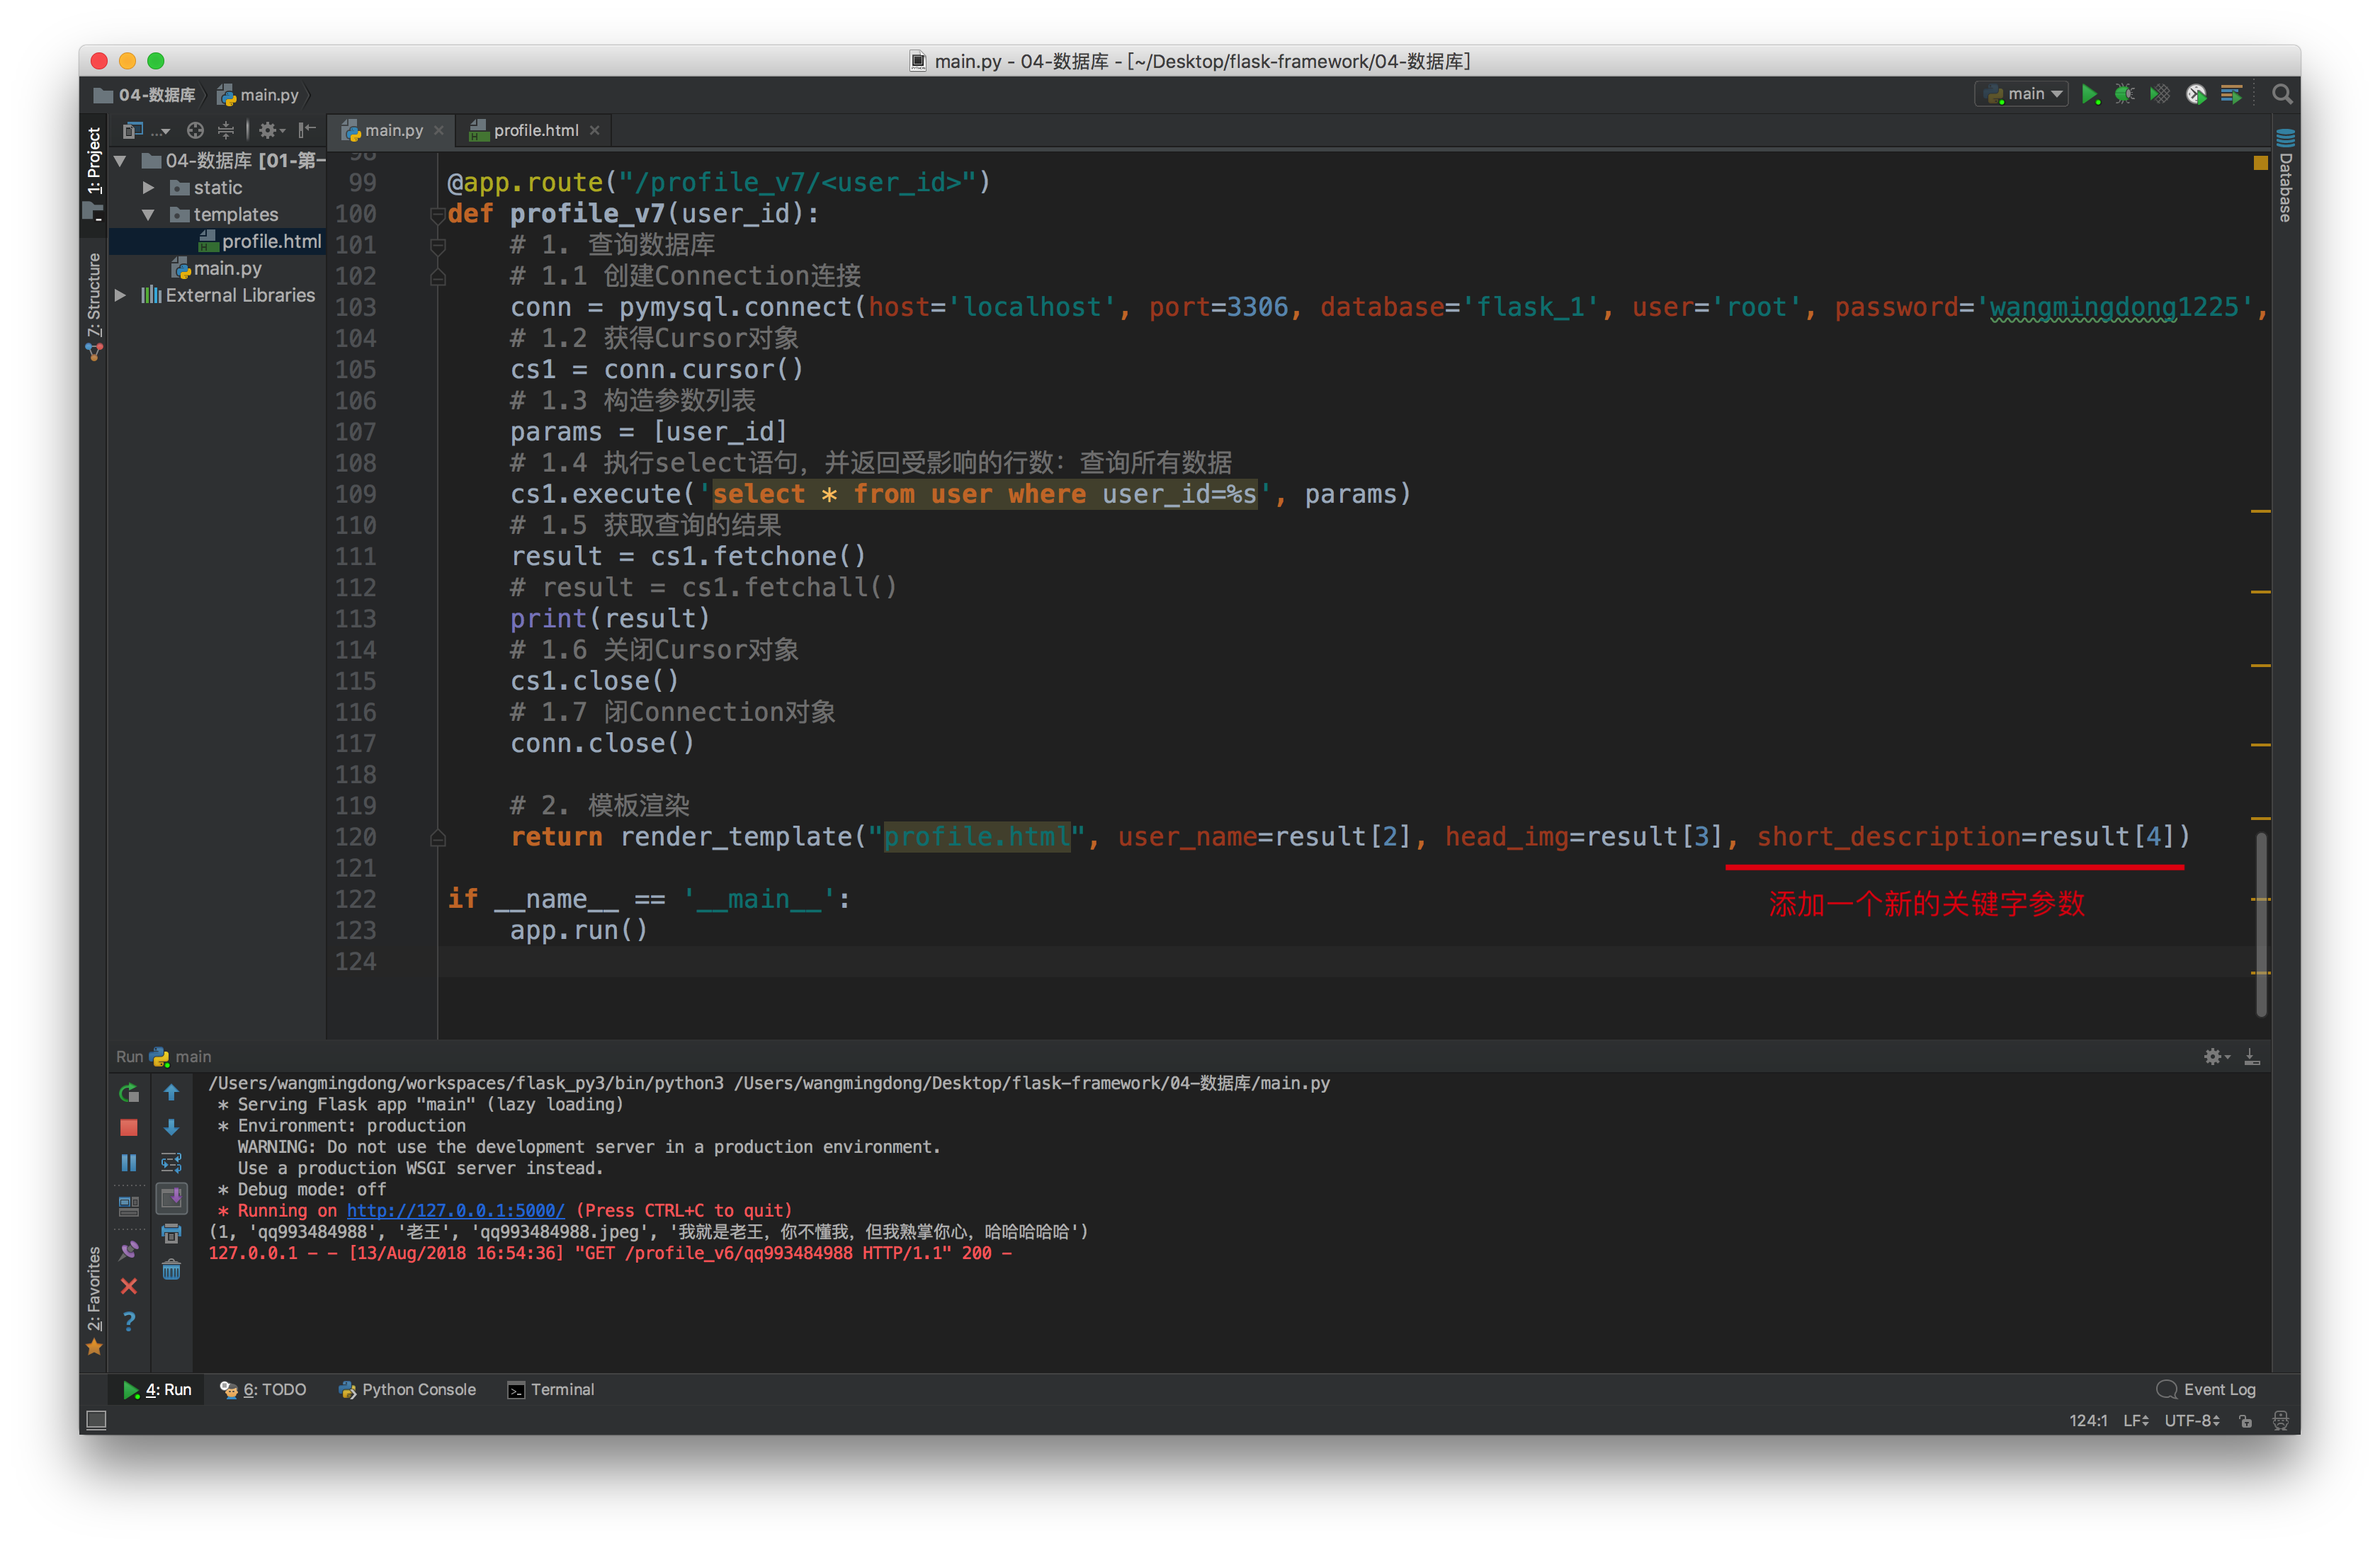 main.py - 04-数据库 - [~/Desktop/flask-framework/04-数据库]
04-数据库
main.py
main
1: Project
...
main.py
profile.html
Database
04-数据库 [01-第一
static
templates
profile.html
main.py
External Libraries
7: Structure
98
99 @app.route("/profile_v7/<user_id>")
100 def profile_v7(user_id):
101 # 1. 查询数据库
102 # 1.1 创建Connection连接
103 conn = pymysql.connect(host='localhost', port=3306, database='flask_1', user='root', password='wangmingdong1225',
104 # 1.2 获得Cursor对象
105 cs1 = conn.cursor()
106 # 1.3 构造参数列表
107 params = [user_id]
108 # 1.4 执行select语句，并返回受影响的行数：查询所有数据
109 cs1.execute('select * from user where user_id=%s', params)
110 # 1.5 获取查询的结果
111 result = cs1.fetchone()
112 # result = cs1.fetchall()
113 print(result)
114 # 1.6 关闭Cursor对象
115 cs1.close()
116 # 1.7 闭Connection对象
117 conn.close()
118
119 # 2. 模板渲染
120 return render_template("profile.html", user_name=result[2], head_img=result[3], short_description=result[4])
121
122 if __name__ == '__main__':
添加一个新的关键字参数
123 app.run()
124
Run main
/Users/wangmingdong/workspaces/flask_py3/bin/python3 /Users/wangmingdong/Desktop/flask-framework/04-数据库/main.py
* Serving Flask app "main" (lazy loading)
* Environment: production
WARNING: Do not use the development server in a production environment.
Use a production WSGI server instead.
* Debug mode: off
* Running on http://127.0.0.1:5000/ (Press CTRL+C to quit)
(1, 'qq993484988', '老王', 'qq993484988.jpeg', '我就是老王，你不懂我，但我熟掌你心，哈哈哈哈哈')
127.0.0.1 - - [13/Aug/2018 16:54:36] "GET /profile_v6/qq993484988 HTTP/1.1" 200 -
2: Favorites
4: Run
6: TODO
Python Console
Terminal
Event Log
124:1 LF UTF-8